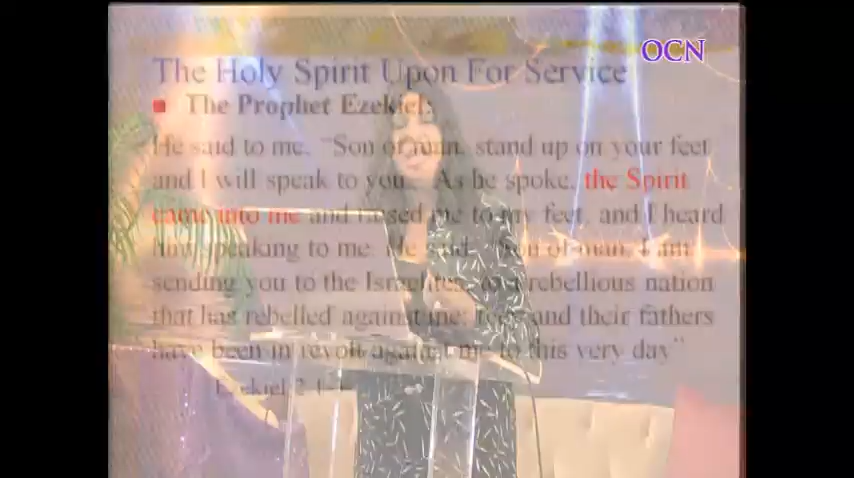 OCN
The Holy Spirit Upon For Service
The Prophet Ezekiel:
He said to me, "Son of man, stand up on your feet
and I will speak to you. As he spoke, the Spirit
came into me and raised me to my feet, and I heard
him speaking to me. He said: "Son of man, I am
sending you to the Israelites, to a rebellious nation
that has rebelled against me; they and their fathers
have been in revolt against me to this very day"
Ezekiel 2